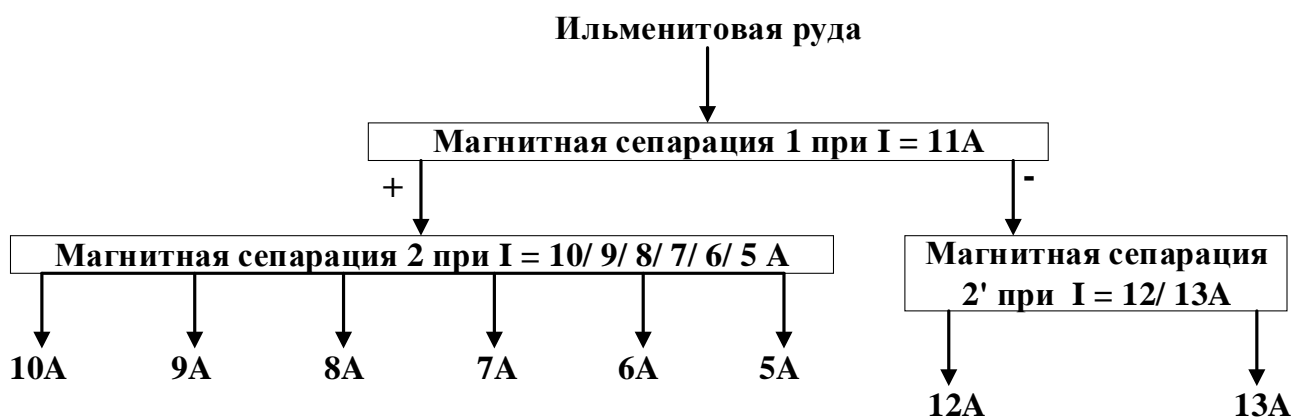 Ильменитовая руда
Магнитная сепарация 1 при I = 11А
+
-
Магнитная сепарация 2 при I = 10/ 9/ 8/ 7/ 6/ 5 А
Магнитная сепарация
2' при I = 12/ 13А
10А 9А 8А 7А 6А 5А
12А 13А